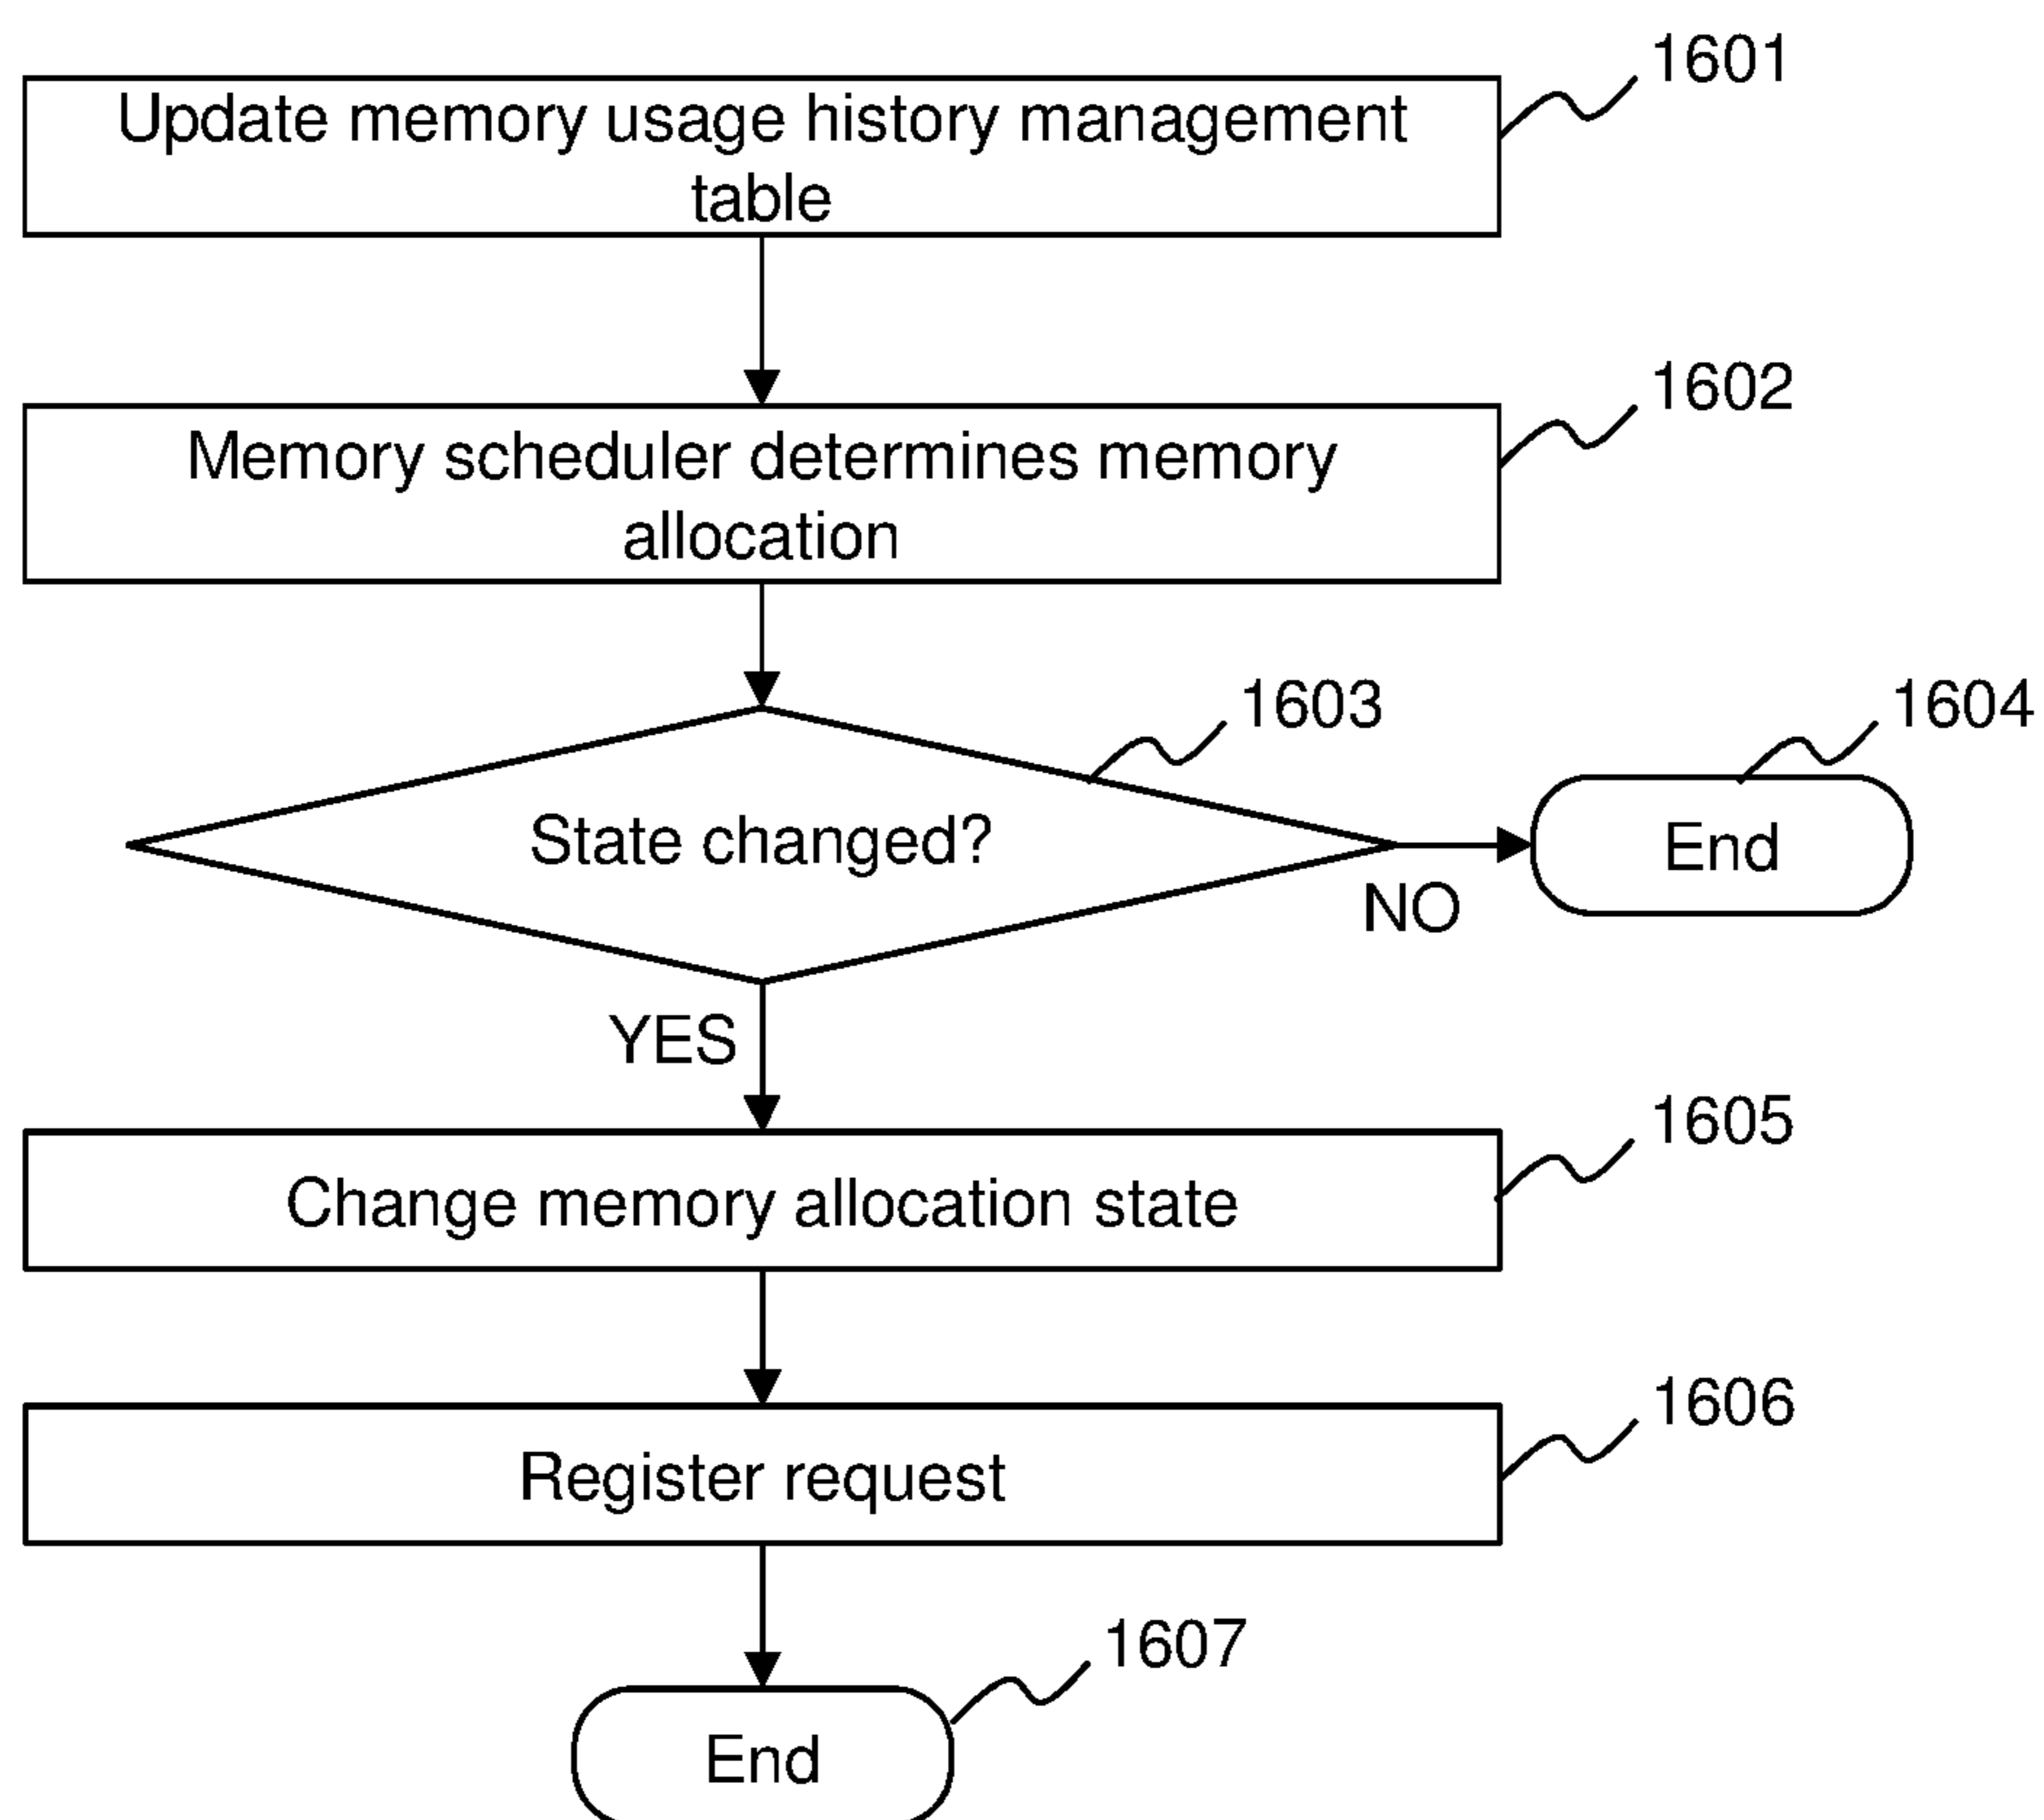 1601
Update memory usage history management
table
1602
Memory scheduler determines memory
allocation
1603
1604
State changed?
End
NO
YES
1605
Change memory allocation state
1606
Register request
1607
End